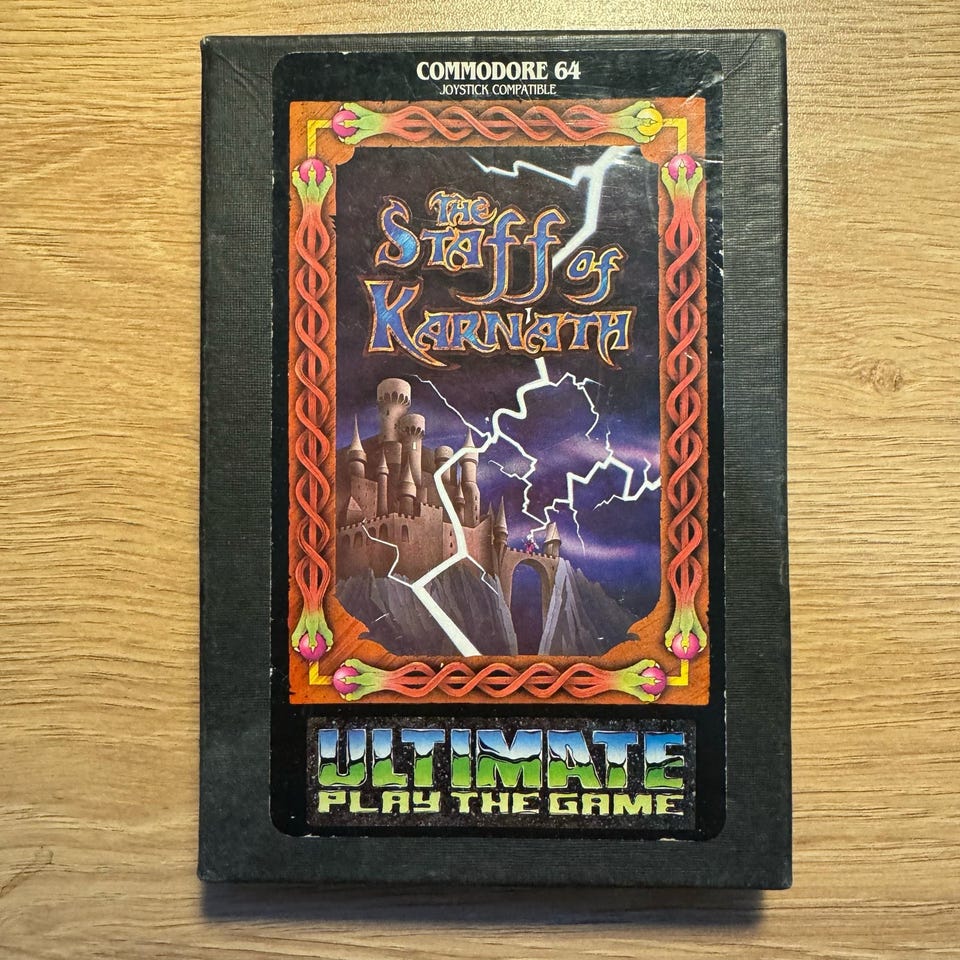 COMMODORE 64
JOYSTICK COMPATIBLE
THE
STAFF OF
KARNATH
ULTIMATE
PLAY THE GAME